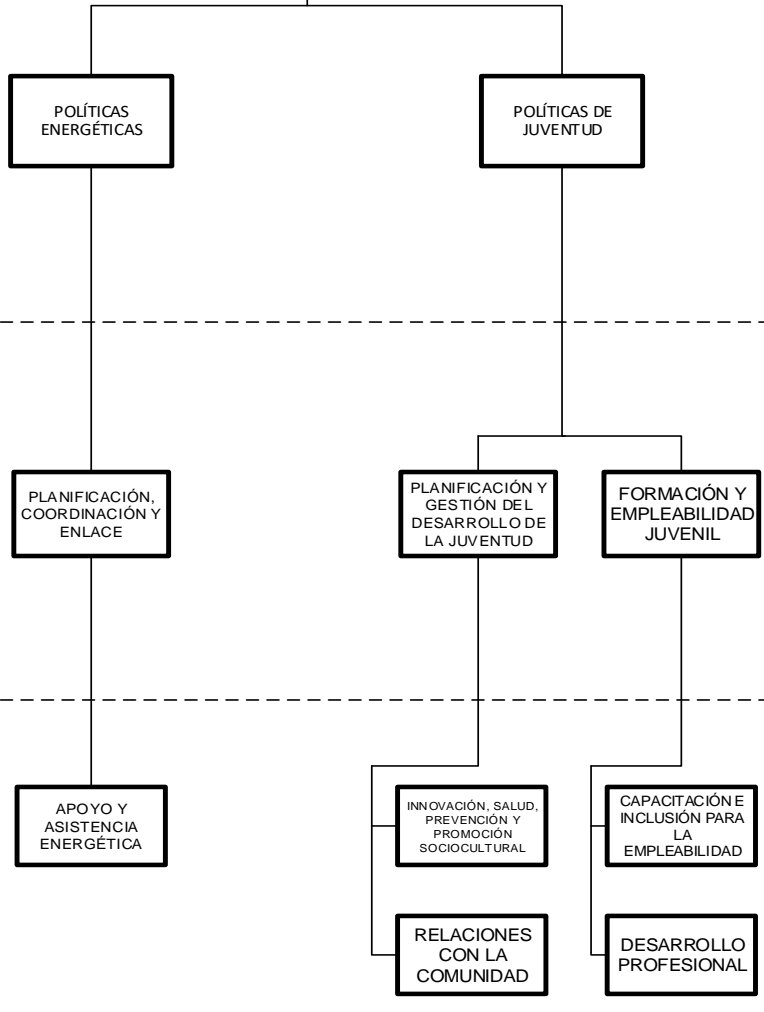 POLÍTICAS
ENERGÉTICAS
POLÍTICAS DE
JUVENTUD
PLANIFICACIÓN,
COORDINACIÓN Y
ENLACE
PLANIFICACIÓN Y
GESTIÓN DEL
DESARROLLO DE
LA JUVENTUD
FORMACIÓN Y
EMPLEABILIDAD
JUVENIL
APOYO Y
ASISTENCIA
ENERGÉTICA
INNOVACIÓN, SALUD,
PREVENCIÓN Y
PROMOCIÓN
SOCIOCULTURAL
CAPACITACIÓN E
INCLUSIÓN PARA
LA
EMPLEABILIDAD
RELACIONES
CON LA
COMUNIDAD
DESARROLLO
PROFESIONAL